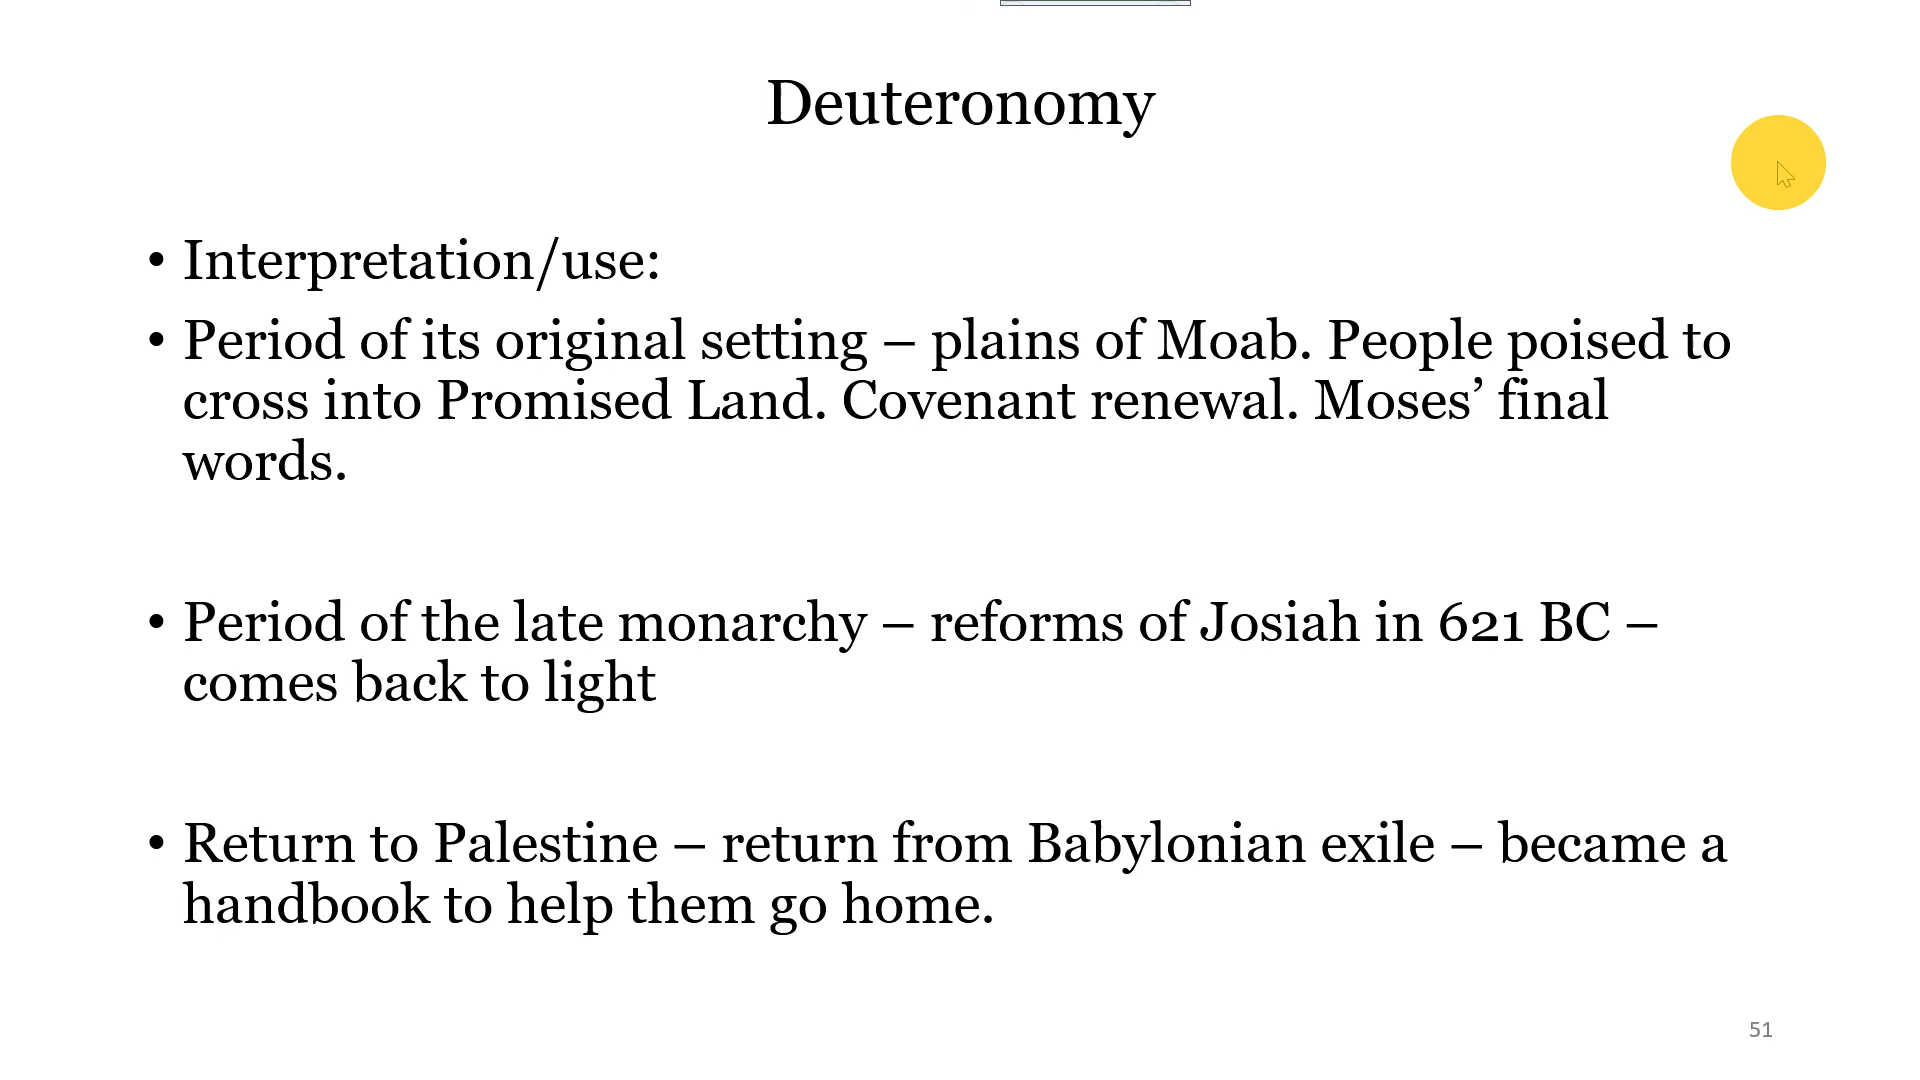 Deuteronomy
• Interpretation/use:
• Period of its original setting – plains of Moab. People poised to
cross into Promised Land. Covenant renewal. Moses’ final
words.
• Period of the late monarchy – reforms of Josiah in 621 BC –
comes back to light
• Return to Palestine – return from Babylonian exile – became a
handbook to help them go home.
51